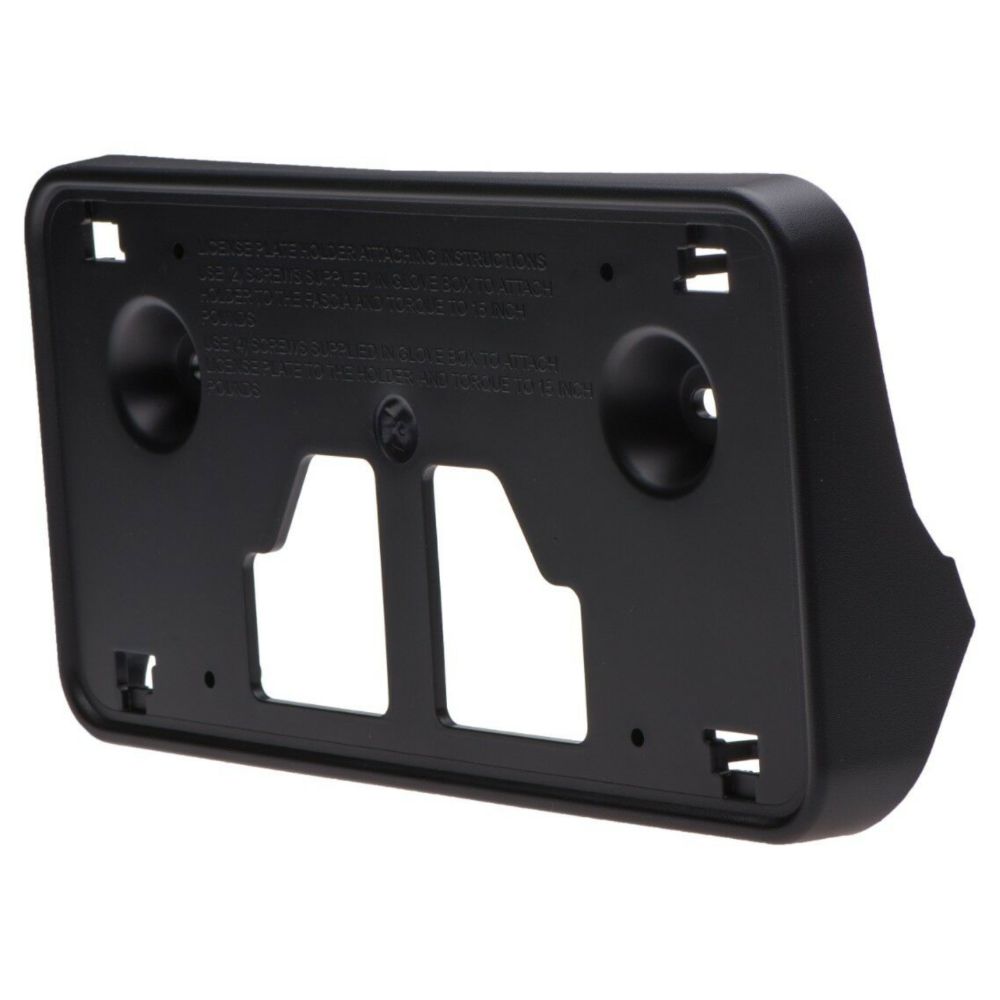 LICENSE PLATE HOLDER ATTACHING INSTRUCTIONS
USE (2) SCREWS SUPPLIED IN GLOVE BOX TO ATTACH
HOLDER TO THE FASCIA AND TORQUE TO 15 INCH
POUNDS
USE (4) SCREWS SUPPLIED IN GLOVE BOX TO ATTACH
LICENSE PLATE TO THE HOLDER AND TORQUE TO 15 INCH
POUNDS